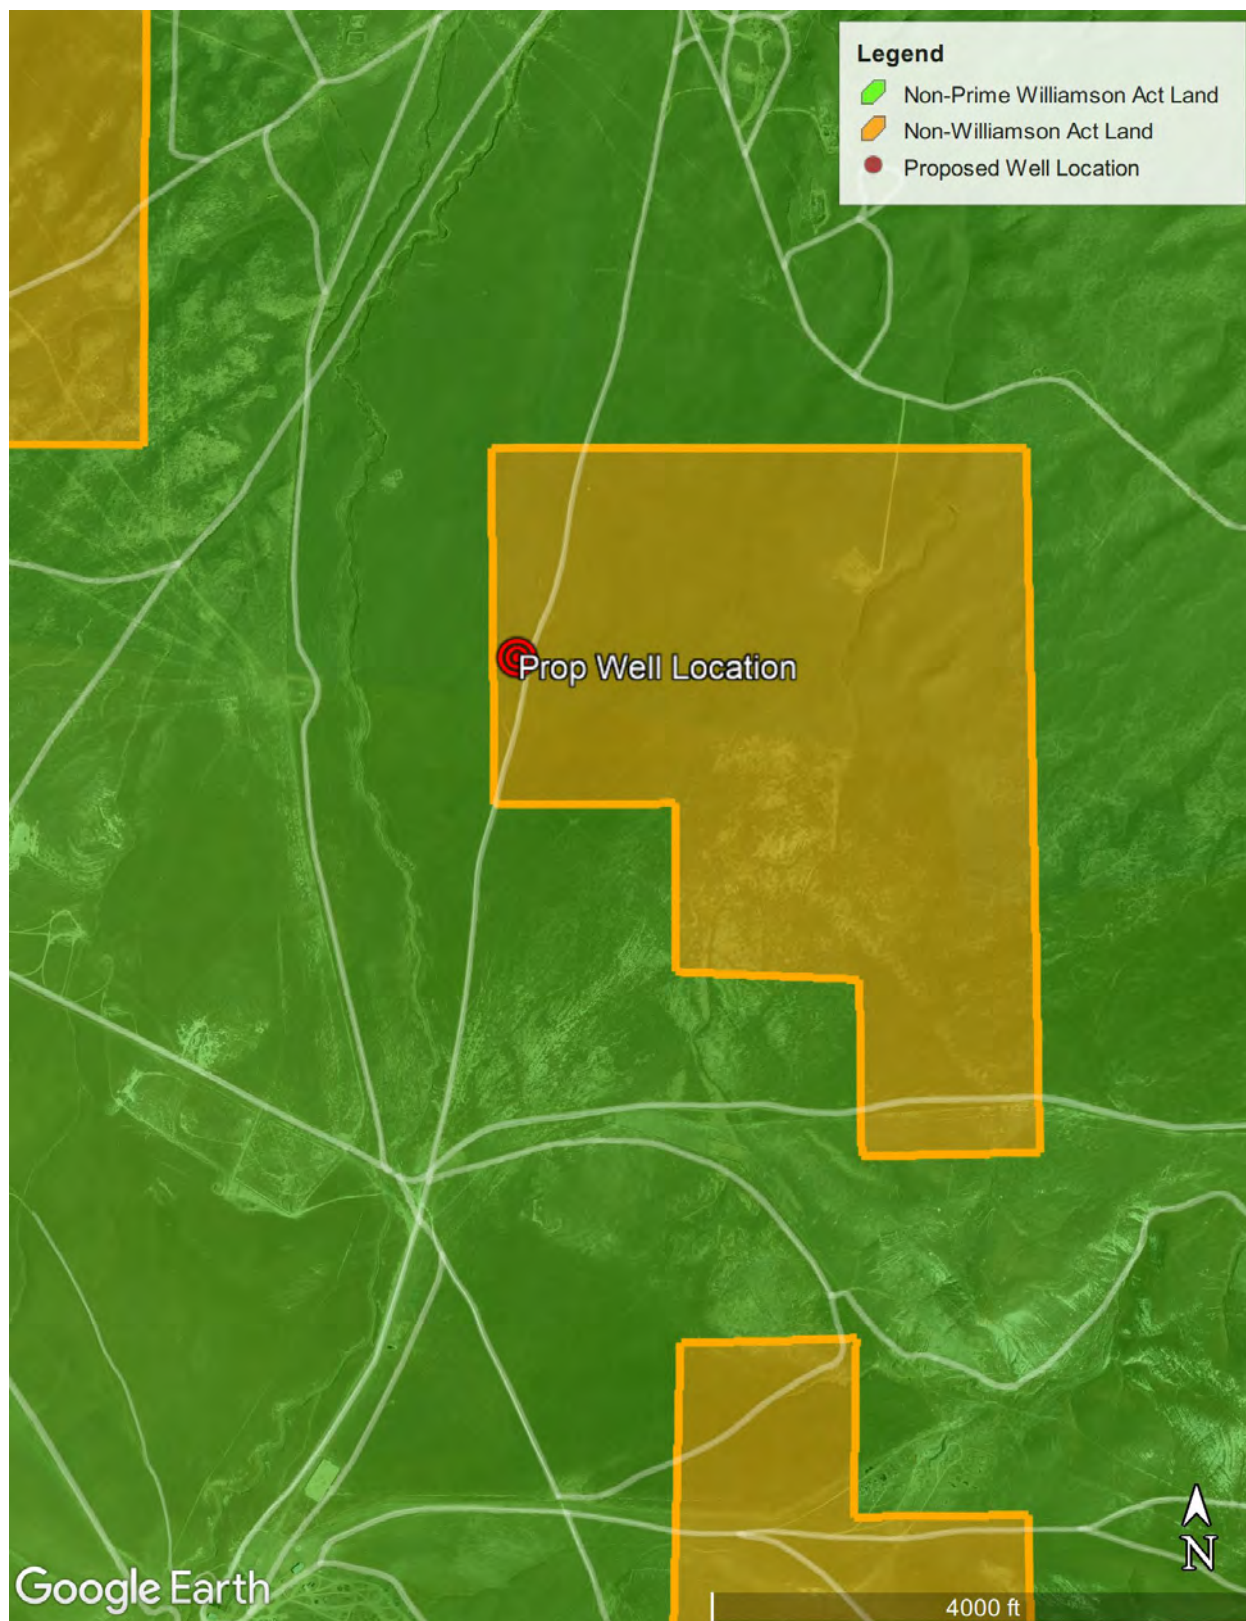 Legend
Non-Prime Williamson Act Land
Non-Williamson Act Land
Proposed Well Location
Prop Well Location
N
Google Earth
4000 ft